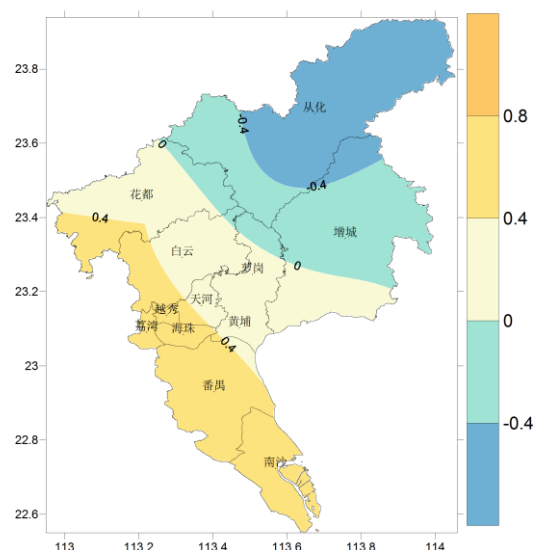 23.8
23.6
23.4
23.2
23
22.8
22.6
113
113.2
113.4
113.6
113.8
114
从化
-0.4
0
-0.4
花都
0.4
增城
白云
萝岗
0
天河
越秀
荔湾
海珠
黄埔
0.4
番禺
南沙
0.8
0.4
0
-0.4